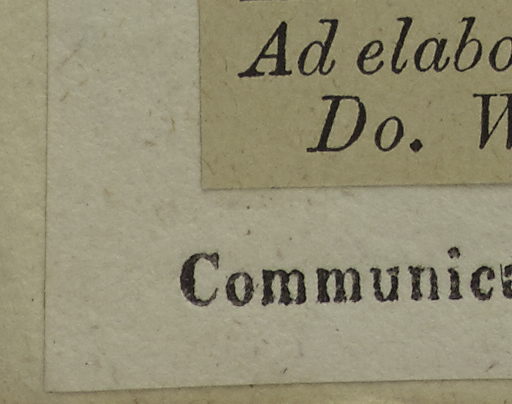 Ad elabo
Do. W
Communic